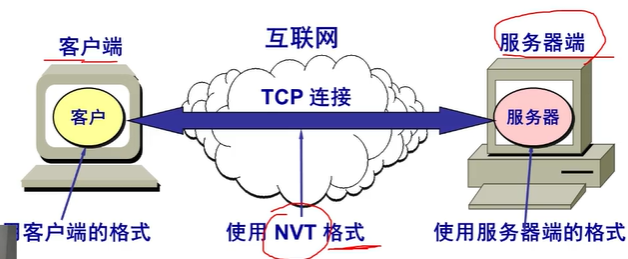 客户端
互联网
服务器端
TCP 连接
客户
服务器
用客户端的格式
使用 NVT 格式
使用服务器端的格式